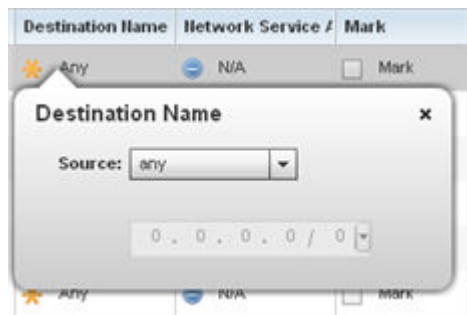 Destination Name Network Service A Mark
Any N/A Mark
Destination Name ×
Source: any
0 . 0 . 0 . 0 / 0
Any N/A Mark